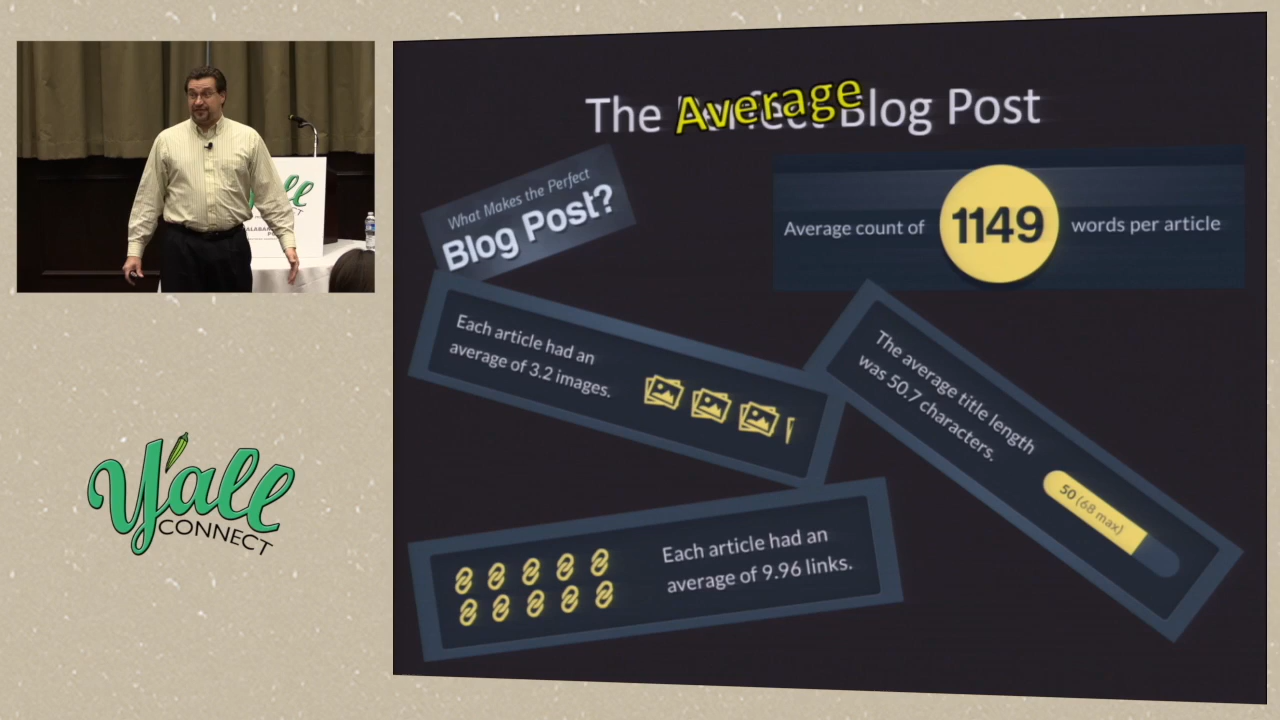 The Average Blog Post
What Makes the Perfect
Blog Post?
Average count of 1149 words per article
Each article had an
average of 3.2 images.
The average title length
was 50.7 characters.
50 (68 max)
Each article had an
average of 9.96 links.
Y'all
CONNECT